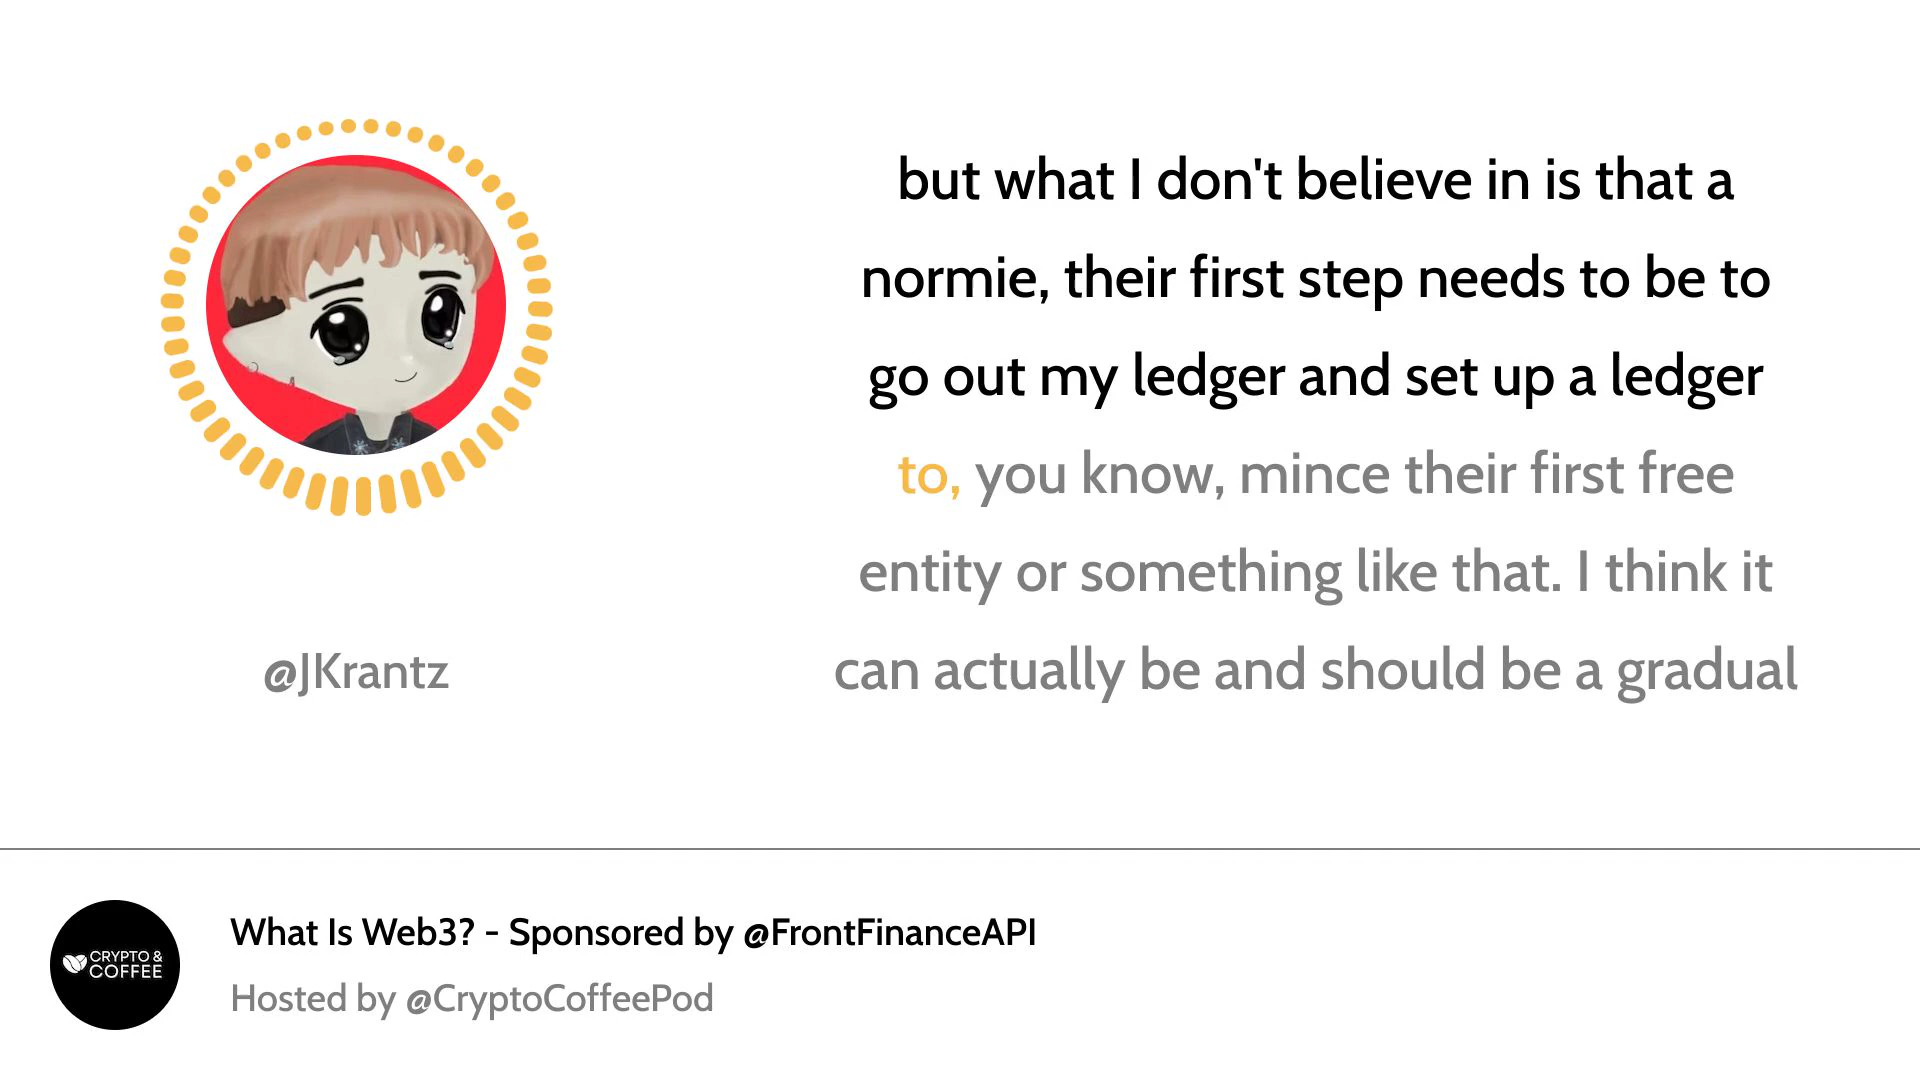 but what I don't believe in is that a
normie, their first step needs to be to
go out my ledger and set up a ledger
to, you know, mince their first free
entity or something like that. I think it
can actually be and should be a gradual
@JKrantz
CRYPTO &
COFFEE
What Is Web3? - Sponsored by @FrontFinanceAPI
Hosted by @CryptoCoffeePod